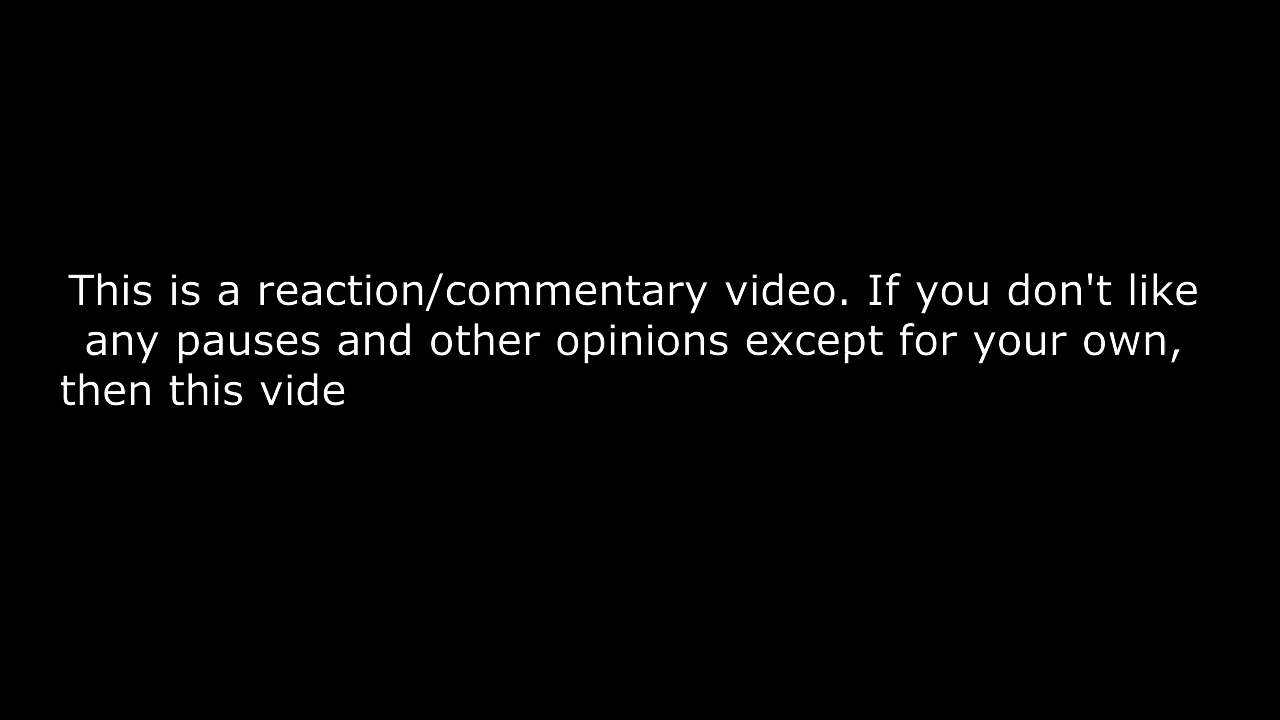 This is a reaction/commentary video. If you don't like
any pauses and other opinions except for your own,
then this vide